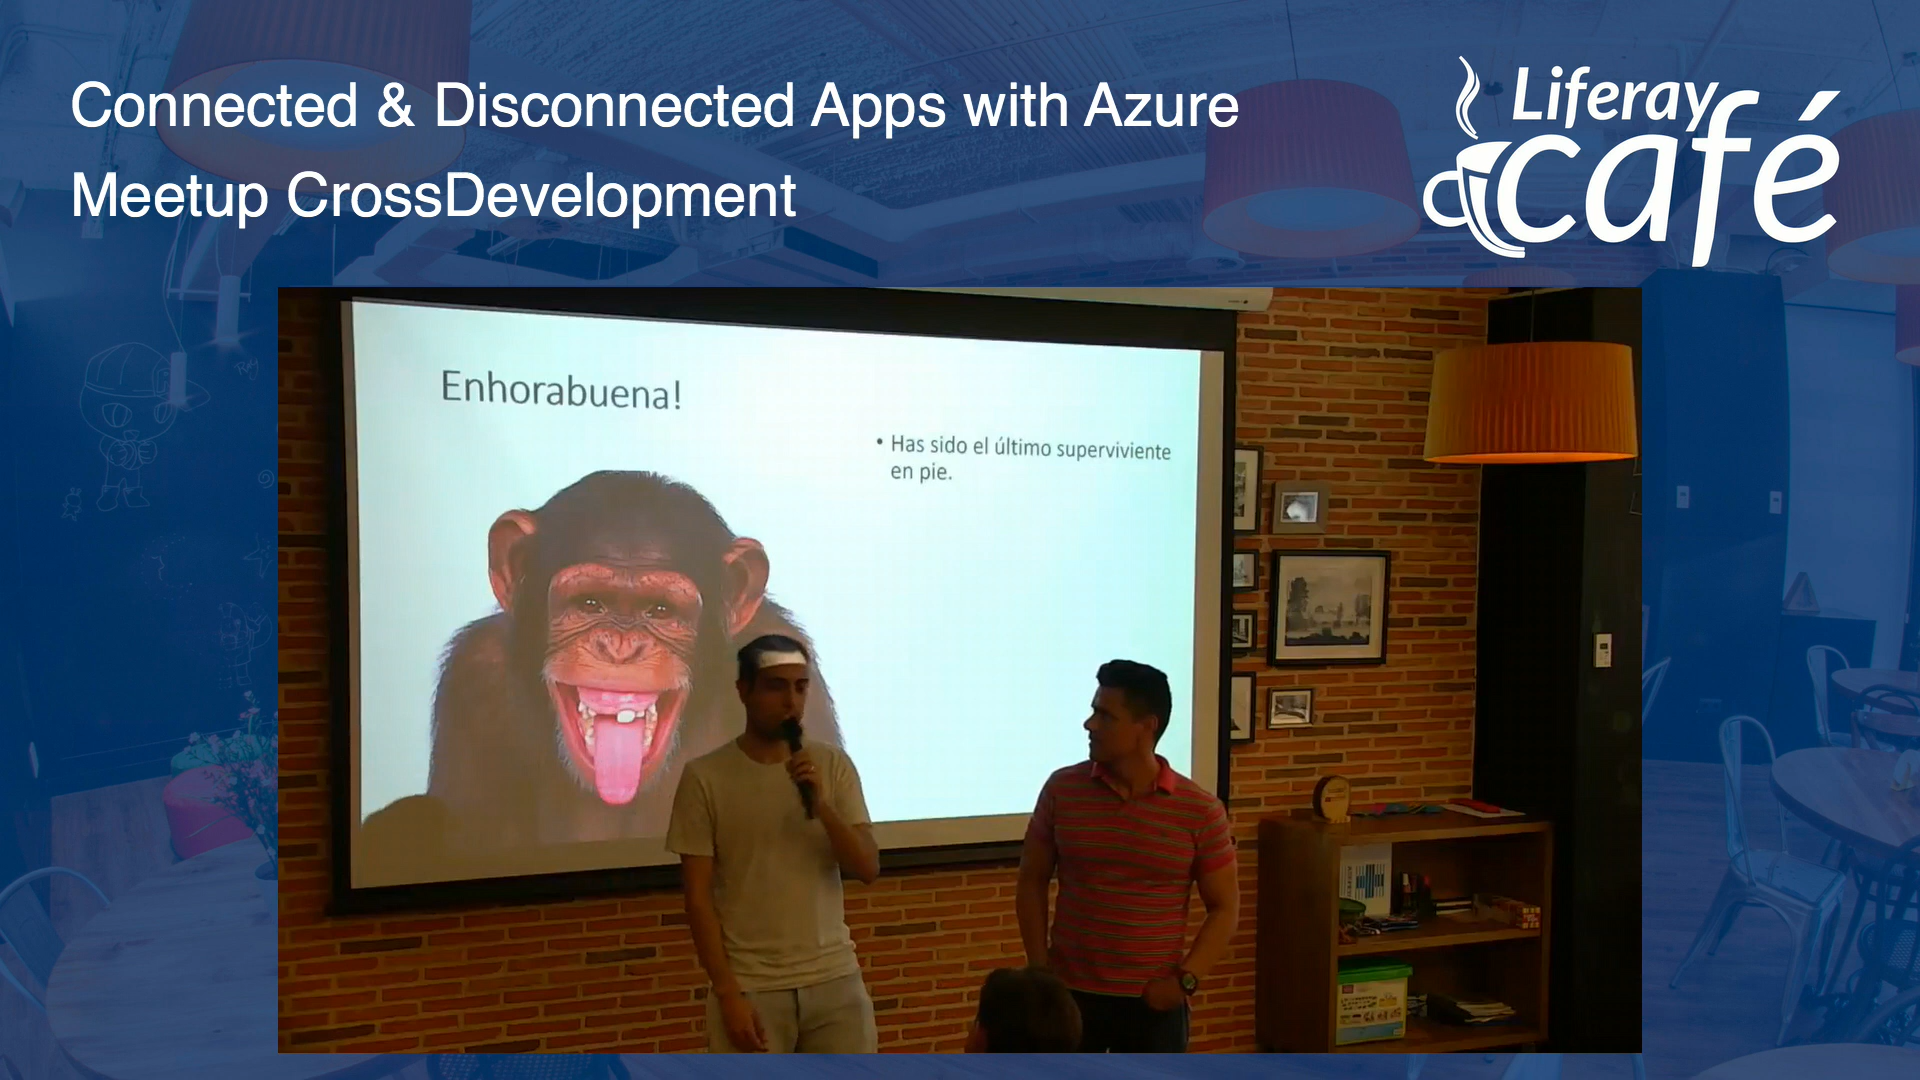 Connected & Disconnected Apps with Azure
Meetup CrossDevelopment
Liferay
café
Enhorabuena!
• Has sido el último superviviente
en pie.